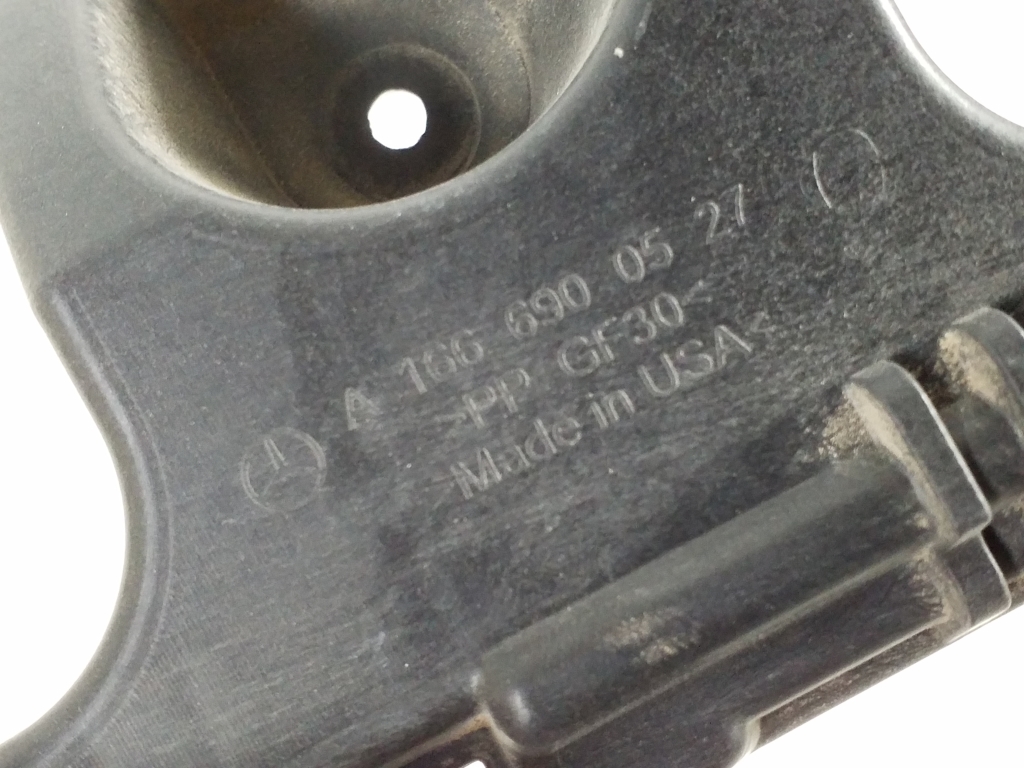 A 166 690 05 27
>PP GF30<
>Made in USA<